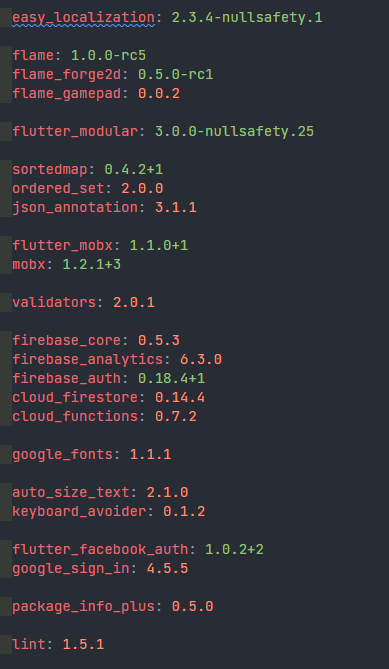 easy_localization: 2.3.4-nullsafety.1
flame: 1.0.0-rc5
flame_forge2d: 0.5.0-rc1
flame_gamepad: 0.0.2
flutter_modular: 3.0.0-nullsafety.25
sortedmap: 0.4.2+1
ordered_set: 2.0.0
json_annotation: 3.1.1
flutter_mobx: 1.1.0+1
mobx: 1.2.1+3
validators: 2.0.1
firebase_core: 0.5.3
firebase_analytics: 6.3.0
firebase_auth: 0.18.4+1
cloud_firestore: 0.14.4
cloud_functions: 0.7.2
google_fonts: 1.1.1
auto_size_text: 2.1.0
keyboard_avoider: 0.1.2
flutter_facebook_auth: 1.0.2+2
google_sign_in: 4.5.5
package_info_plus: 0.5.0
lint: 1.5.1